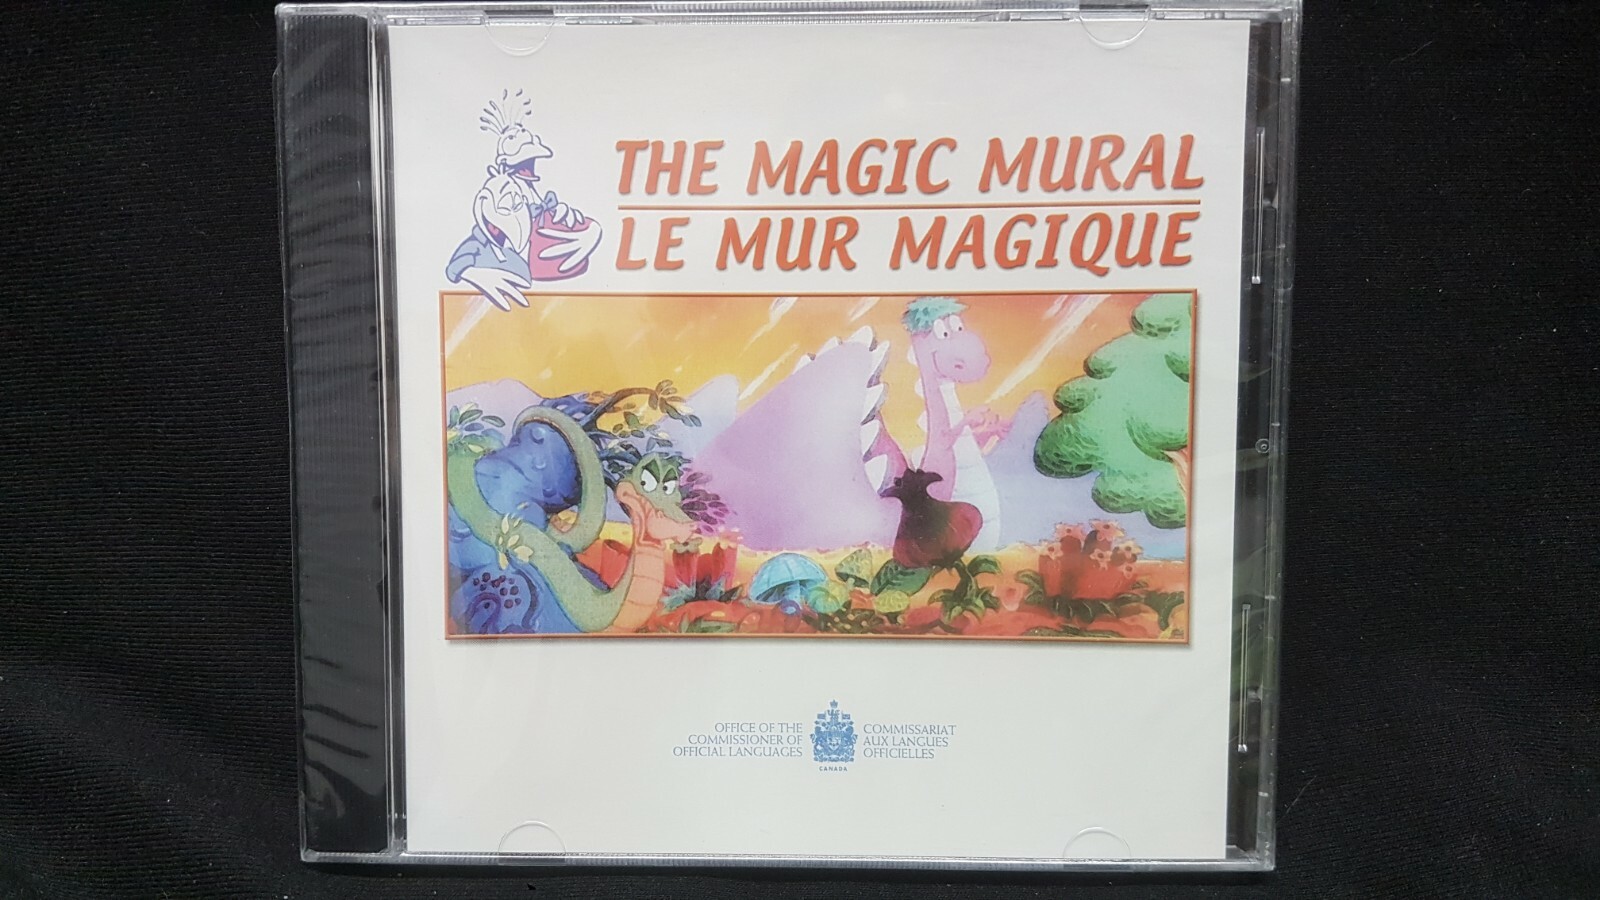 THE MAGIC MURAL
LE MUR MAGIQUE
OFFICE OF THE
COMMISSIONER OF
OFFICIAL LANGUAGES
COMMISSARIAT
AUX LANGUES
OFFICIELLES
CANADA